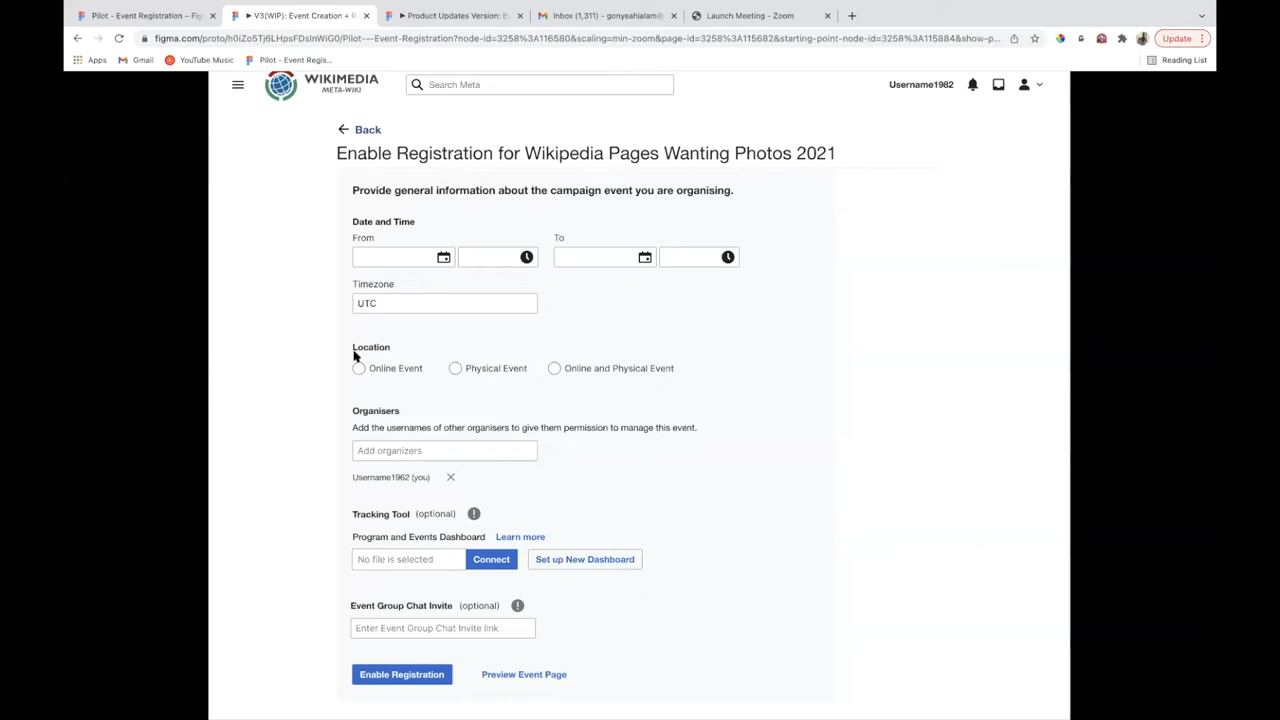 Pilot - Event Registration – Fig
V3(WIP): Event Creation + R
Product Updates Version: Ev
Inbox (1,311) - gonyeahialam@
Launch Meeting - Zoom
figma.com/proto/h0iZo5Tj6LHpsFDsInWiG0/Pilot---Event-Registration?node-id=3258%3A116580&scaling=min-zoom&page-id=3258%3A115682&starting-point-node-id=3258%3A115884&show-p...
Update
Apps
Gmail
YouTube Music
Pilot - Event Regis...
Reading List
WIKIMEDIA
META-WIKI
Search Meta
Username1982
Back
Enable Registration for Wikipedia Pages Wanting Photos 2021
Provide general information about the campaign event you are organising.
Date and Time
From
To
Timezone
UTC
Location
Online Event
Physical Event
Online and Physical Event
Organisers
Add the usernames of other organisers to give them permission to manage this event.
Add organizers
Username1962 (you)
Tracking Tool (optional)
Program and Events Dashboard Learn more
No file is selected
Connect
Set up New Dashboard
Event Group Chat Invite (optional)
Enter Event Group Chat Invite link
Enable Registration
Preview Event Page